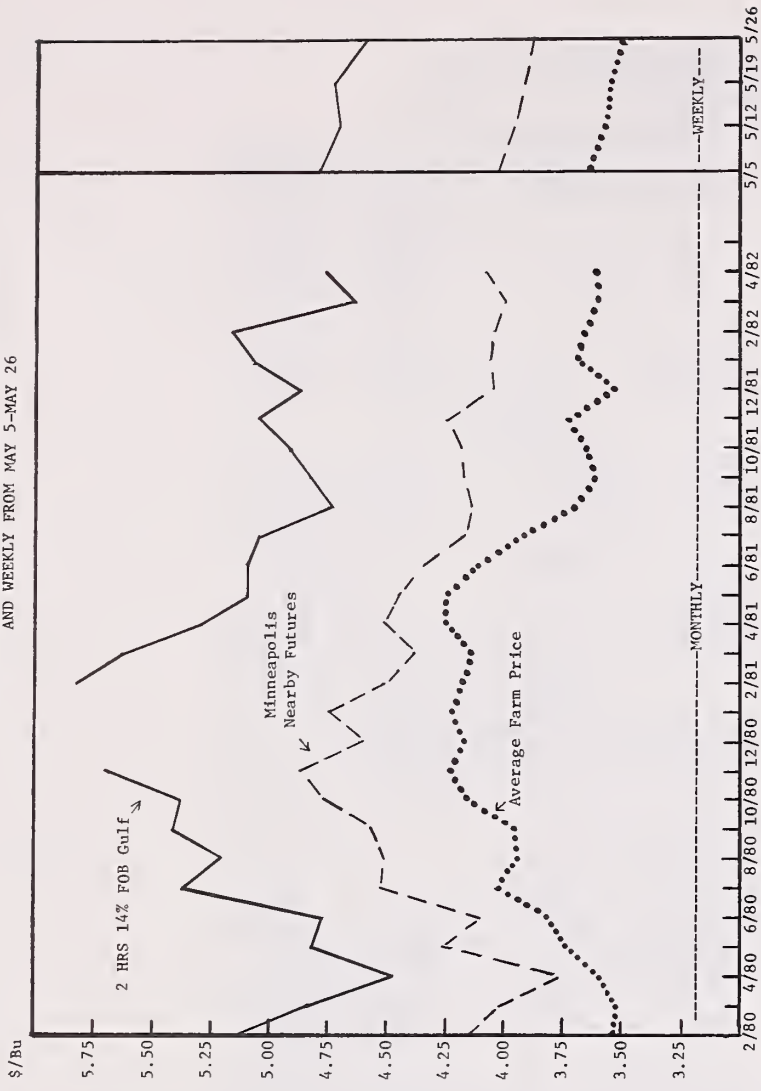 AND WEEKLY FROM MAY 5-MAY 26
$/Bu
5.75
5.50
5.25
5.00
4.75
4.50
4.25
4.00
3.75
3.50
3.25
2 HRS 14% FOB Gulf
Minneapolis
Nearby Futures
Average Farm Price
MONTHLY
WEEKLY
2/80 4/80 6/80 8/80 10/80 12/80 2/81 4/81 6/81 8/81 10/81 12/81 2/82 4/82 5/5 5/12 5/19 5/26